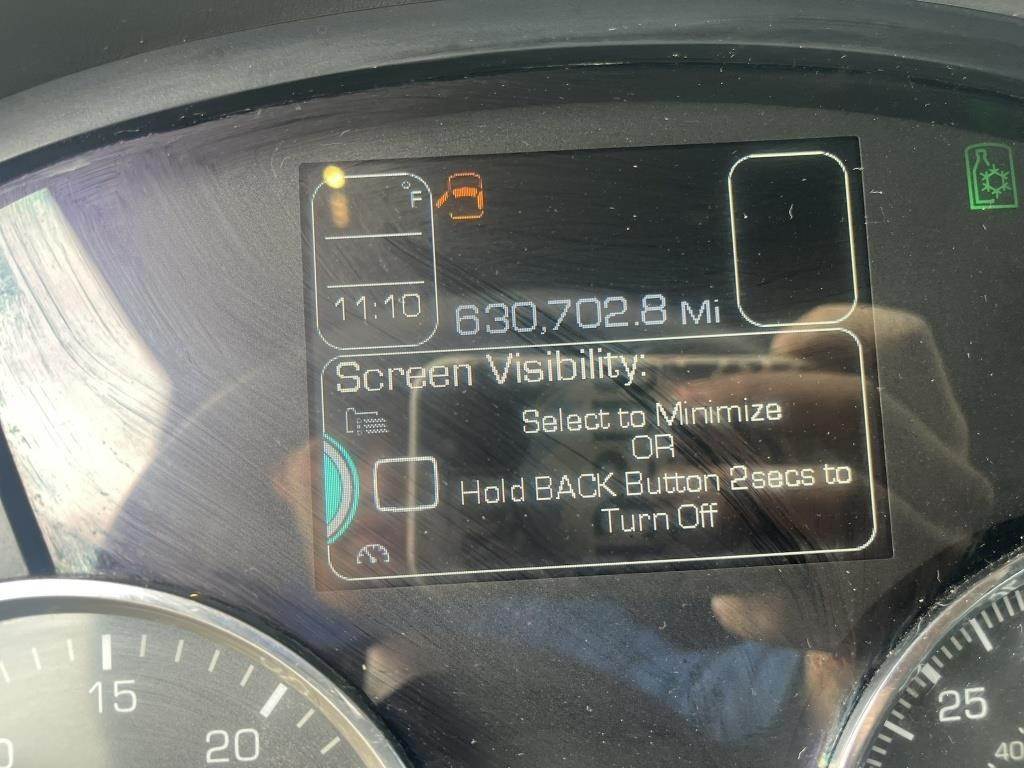 °F
11:10
630,702.8 Mi
Screen Visibility:
Select to Minimize
OR
Hold BACK Button 2secs to
Turn Off
15
20
25
40